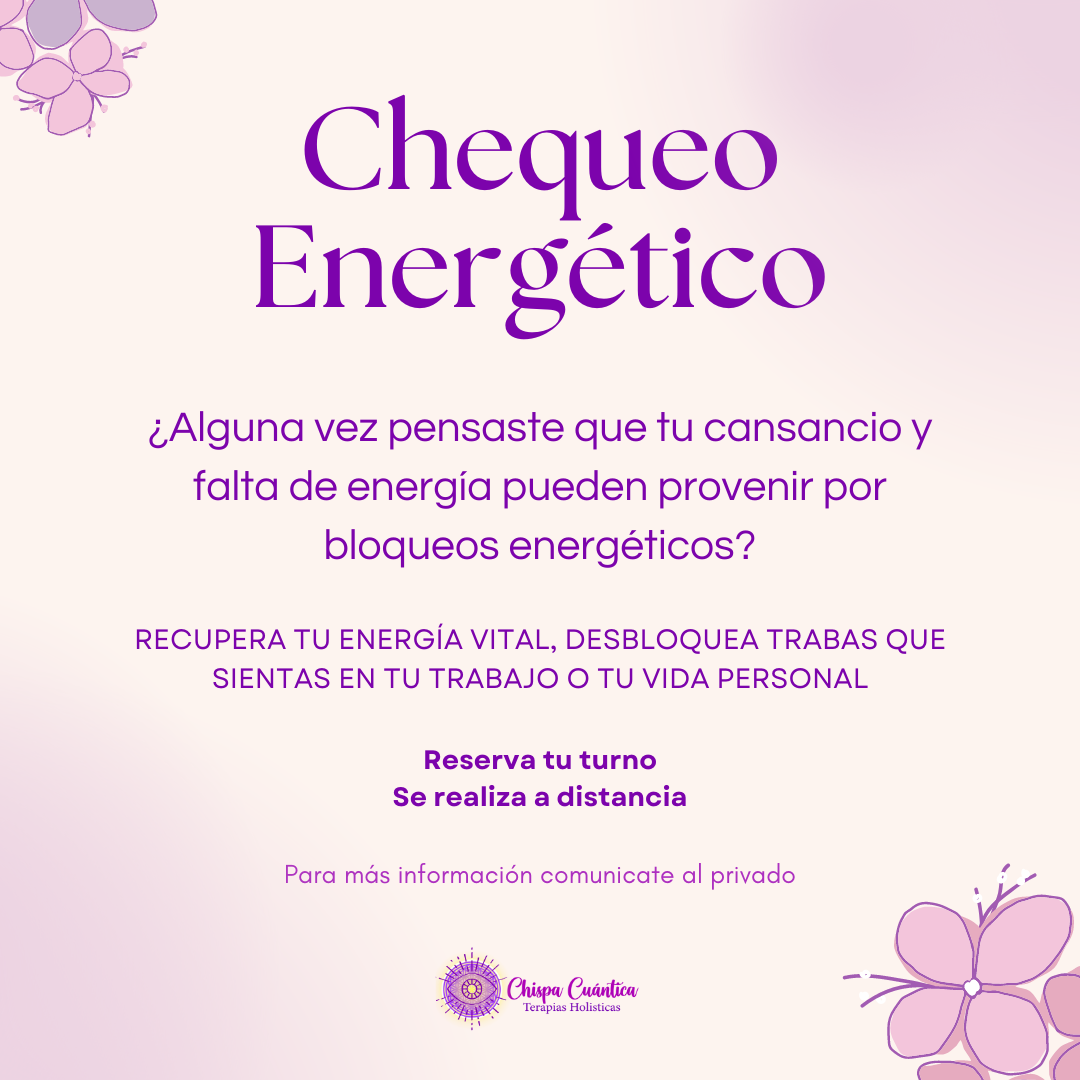 Chequeo
Energético
¿Alguna vez pensaste que tu cansancio y
falta de energía pueden provenir por
bloqueos energéticos?
RECUPERA TU ENERGÍA VITAL, DESBLOQUEA TRABAS QUE
SIENTAS EN TU TRABAJO O TU VIDA PERSONAL
Reserva tu turno
Se realiza a distancia
Para más información comunicate al privado
Chispa Cuántica
Terapias Holisticas